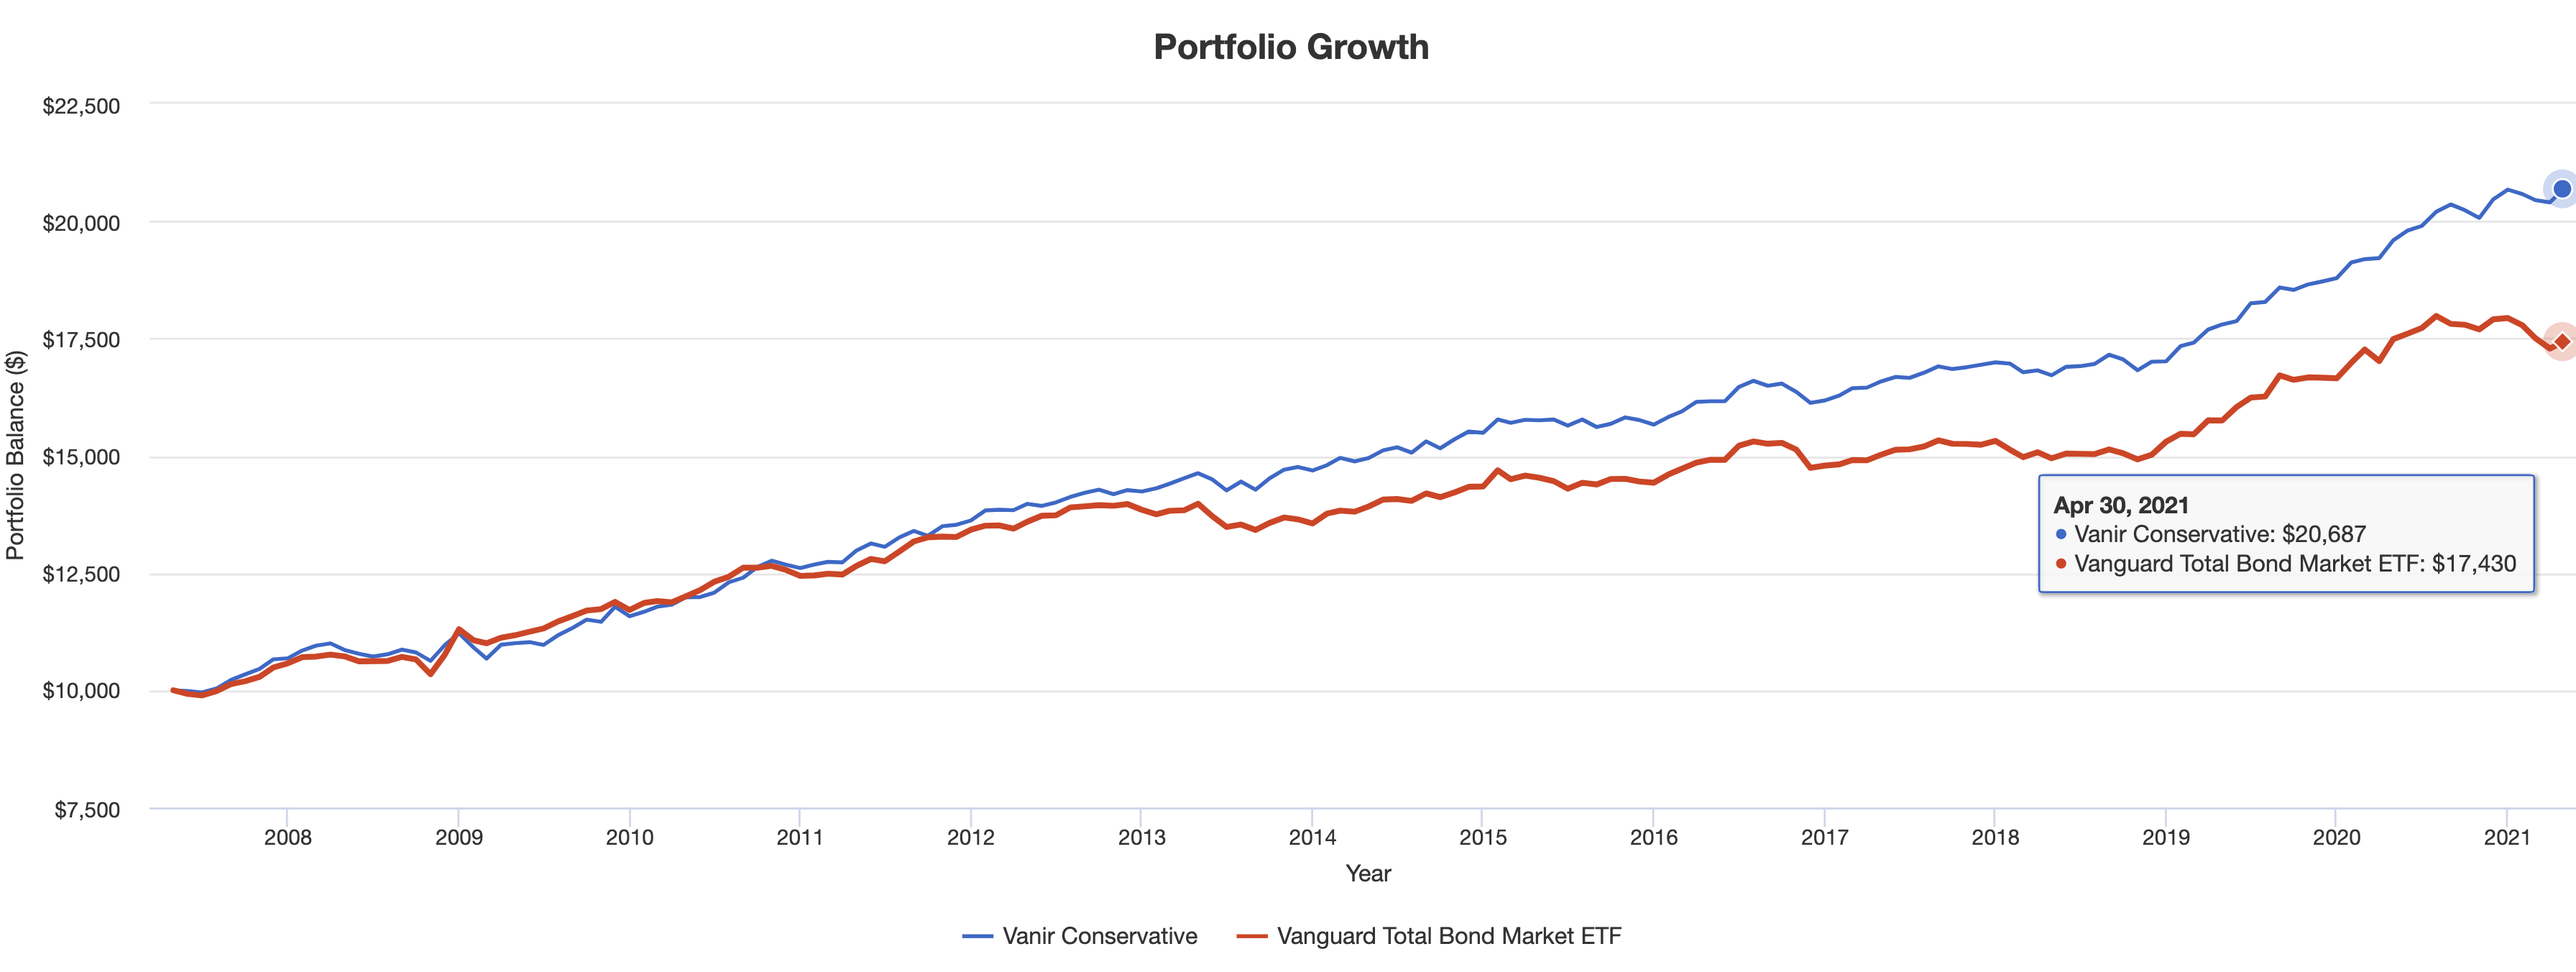 Portfolio Growth
$22,500
$20,000
$17,500
$15,000
$12,500
$10,000
$7,500
Portfolio Balance ($)
Apr 30, 2021
Vanir Conservative: $20,687
Vanguard Total Bond Market ETF: $17,430
2008 2009 2010 2011 2012 2013 2014 2015 2016 2017 2018 2019 2020 2021
Year
Vanir Conservative Vanguard Total Bond Market ETF